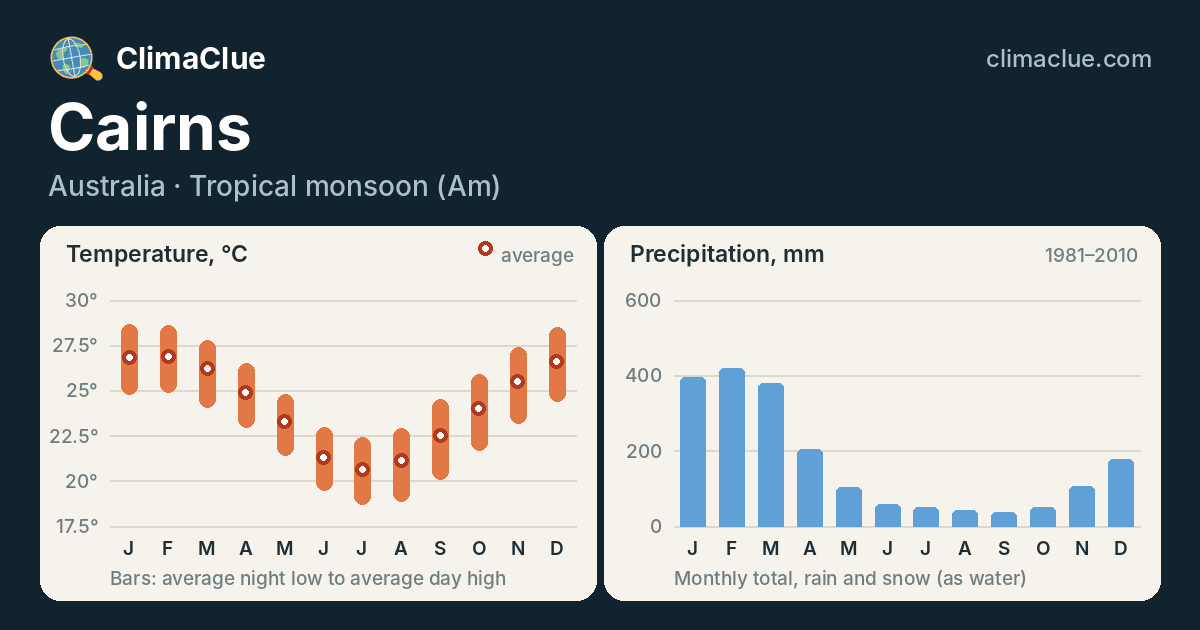 ClimaClue
climaclue.com
Cairns
Australia · Tropical monsoon (Am)
Temperature, °C
average
30°
27.5°
25°
22.5°
20°
17.5°
J F M A M J J A S O N D
Bars: average night low to average day high
Precipitation, mm
1981–2010
600
400
200
0
J F M A M J J A S O N D
Monthly total, rain and snow (as water)